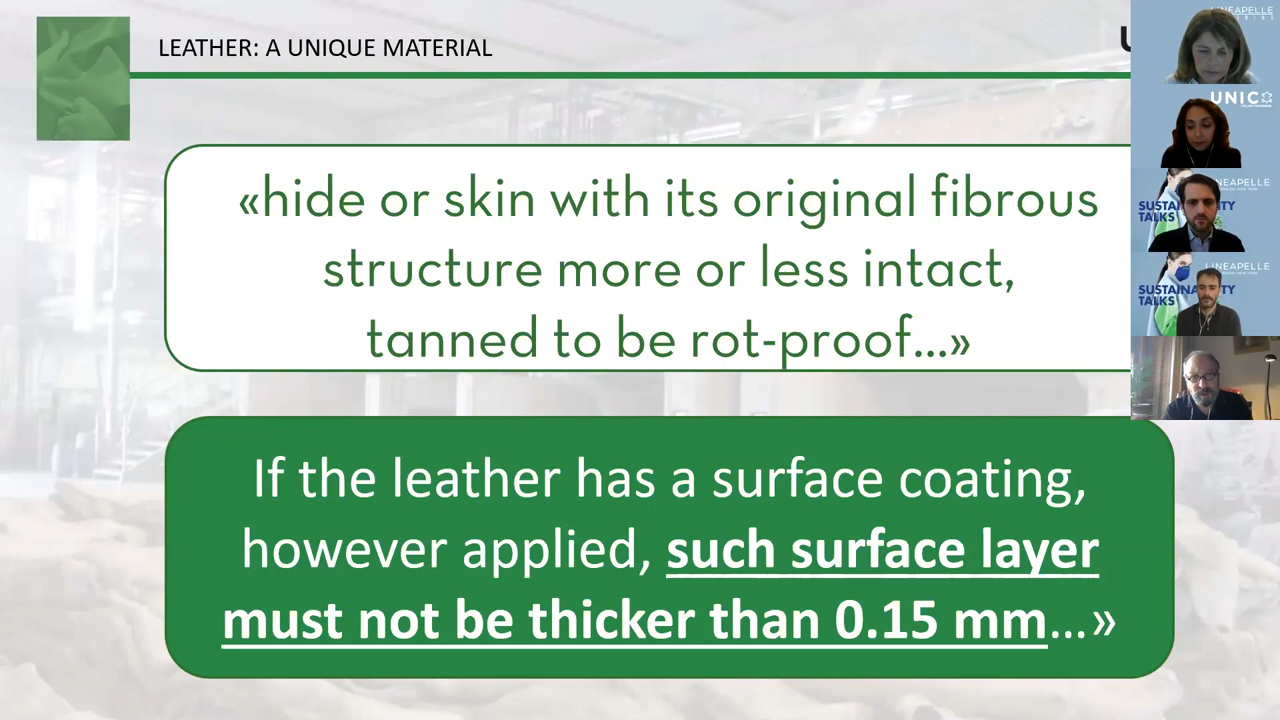 LEATHER: A UNIQUE MATERIAL
«hide or skin with its original fibrous
structure more or less intact,
tanned to be rot-proof...»
If the leather has a surface coating,
however applied, such surface layer
must not be thicker than 0.15 mm...»
UNIC
LINEAPELLE
SUSTAINABILITY
TALKS
LINEAPELLE
TALKS